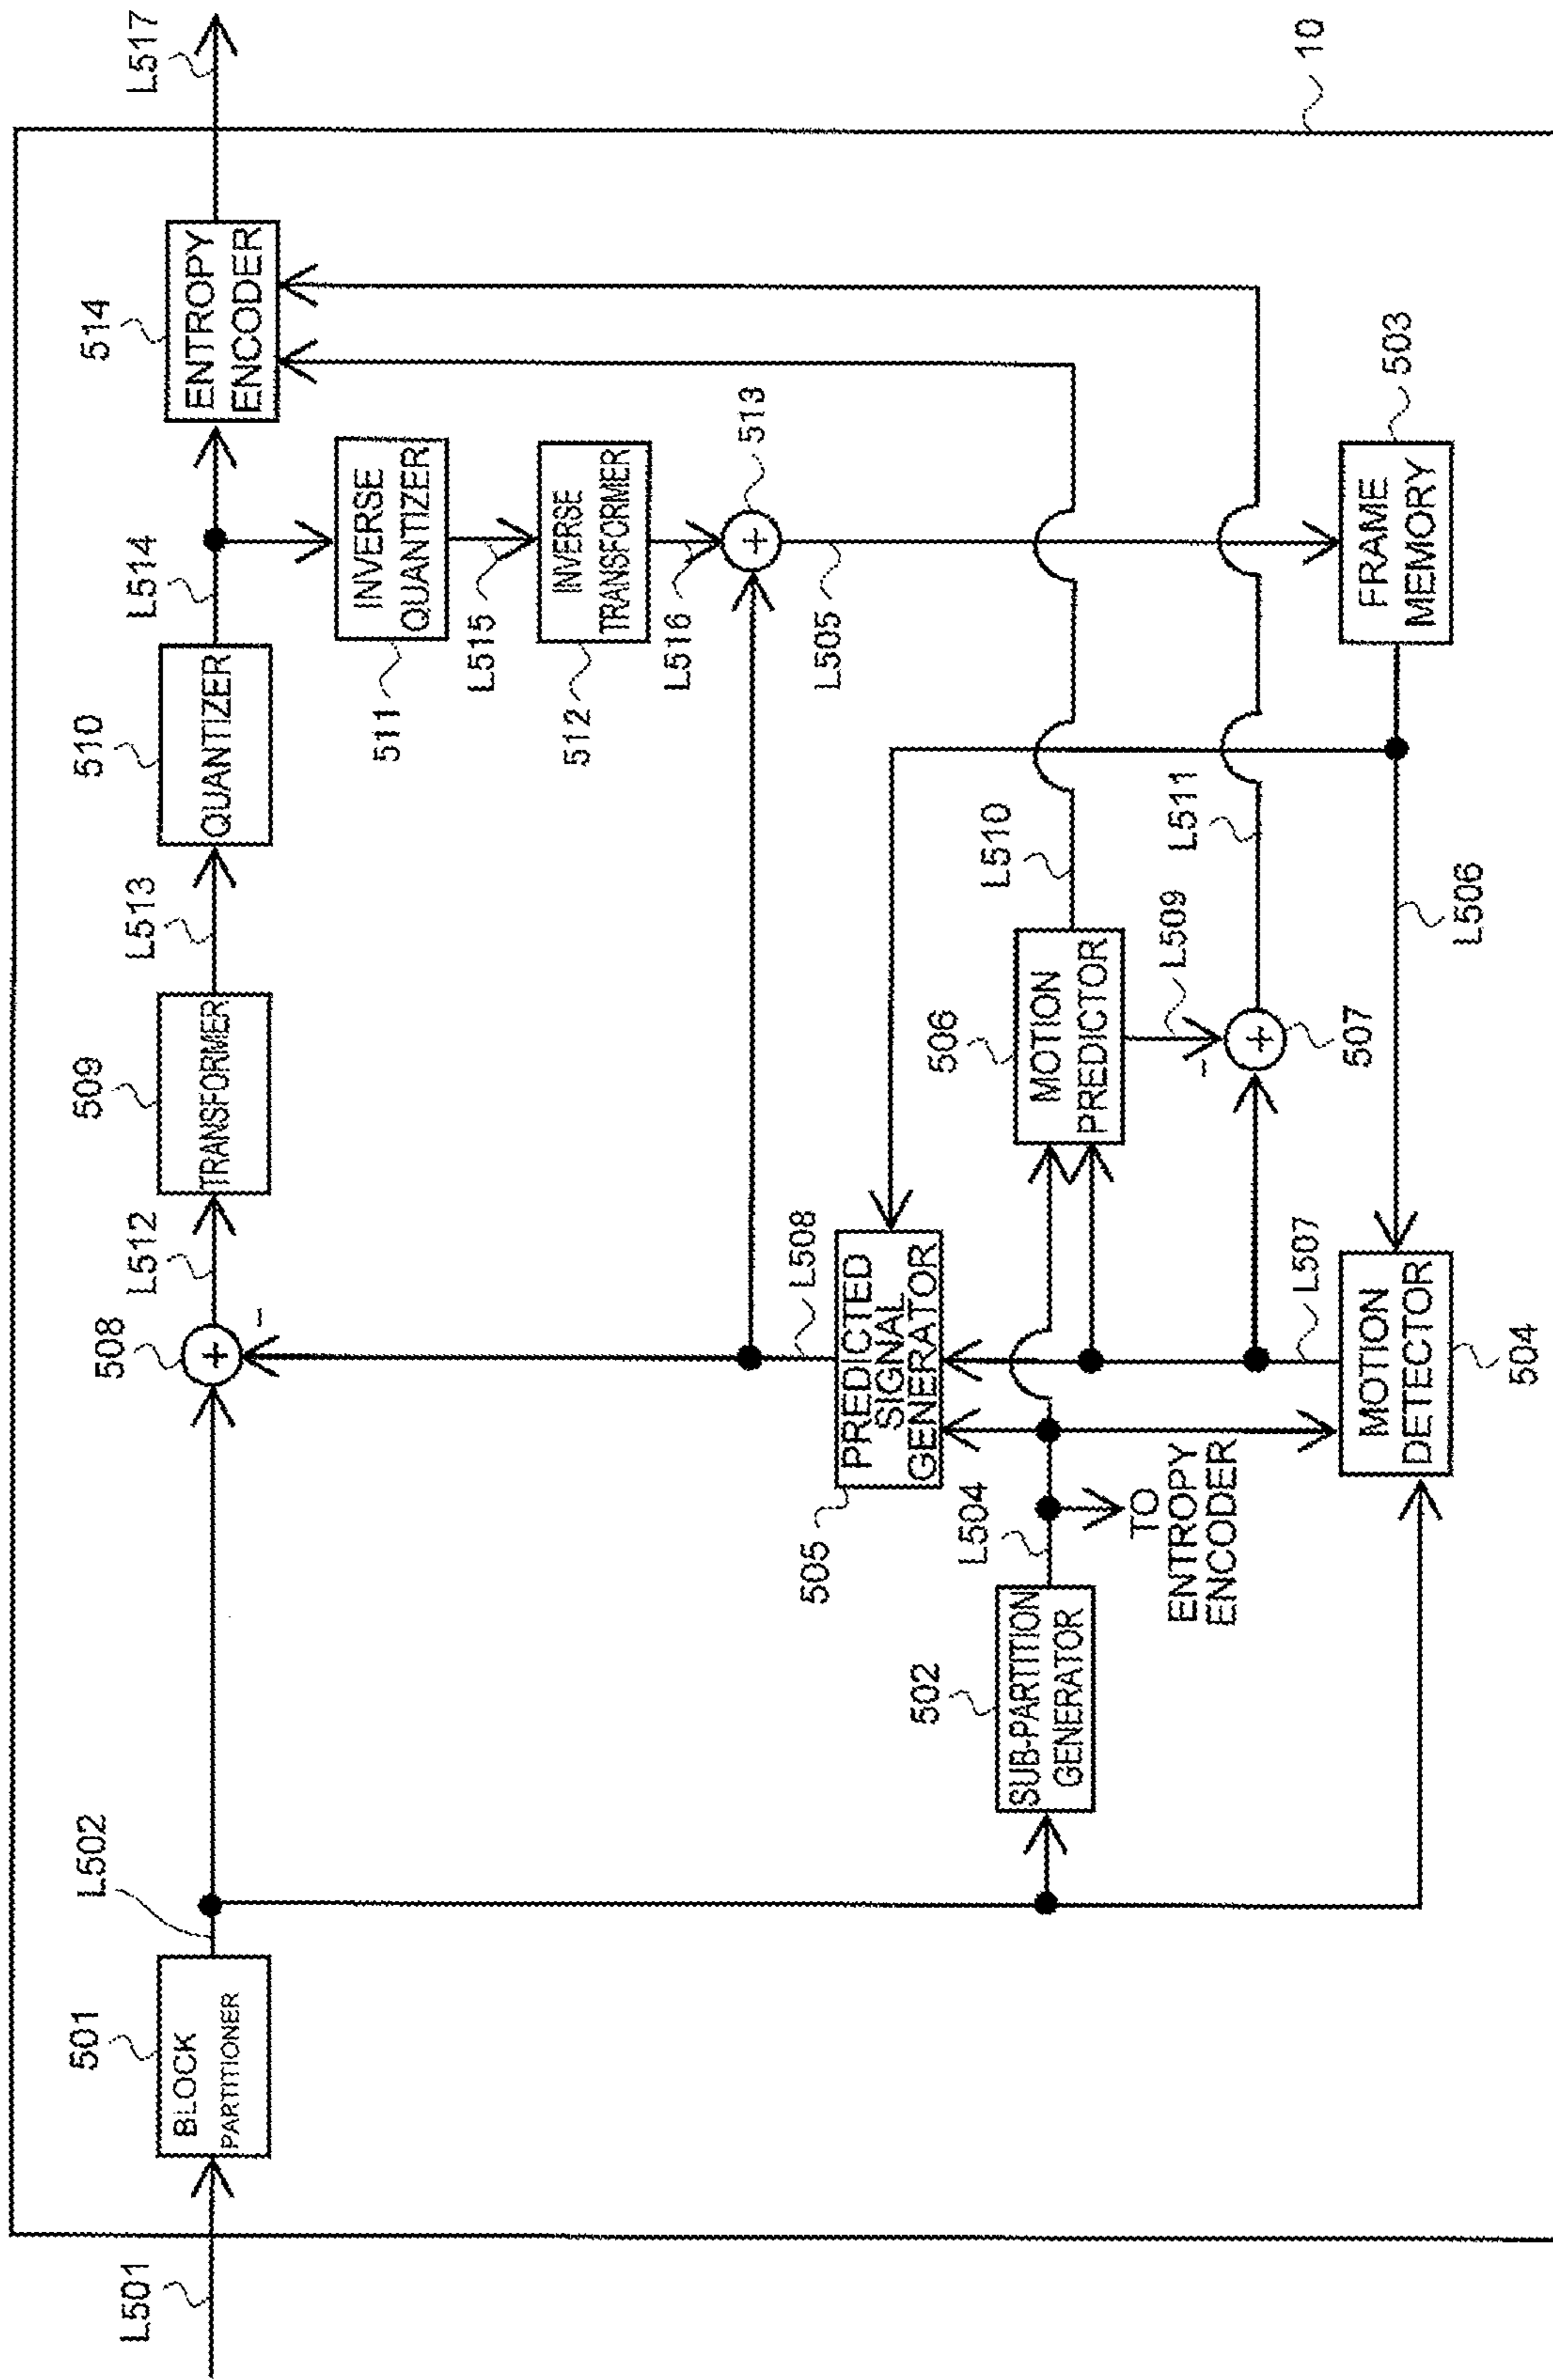 L501
501
BLOCK
PARTITIONER
L502
508
L512
509
TRANSFORMER
L513
510
QUANTIZER
L514
514
ENTROPY
ENCODER
L517
+
-
INVERSE
QUANTIZER
511
L515
INVERSE
TRANSFORMER
512
L516
+
513
L505
L508
PREDICTED
SIGNAL
GENERATOR
505
502
SUB-PARTITION
GENERATOR
L504
TO
ENTROPY
ENCODER
506
MOTION
PREDICTOR
L510
L509
-
+
507
L511
L507
MOTION
DETECTOR
504
L506
FRAME
MEMORY
503
10